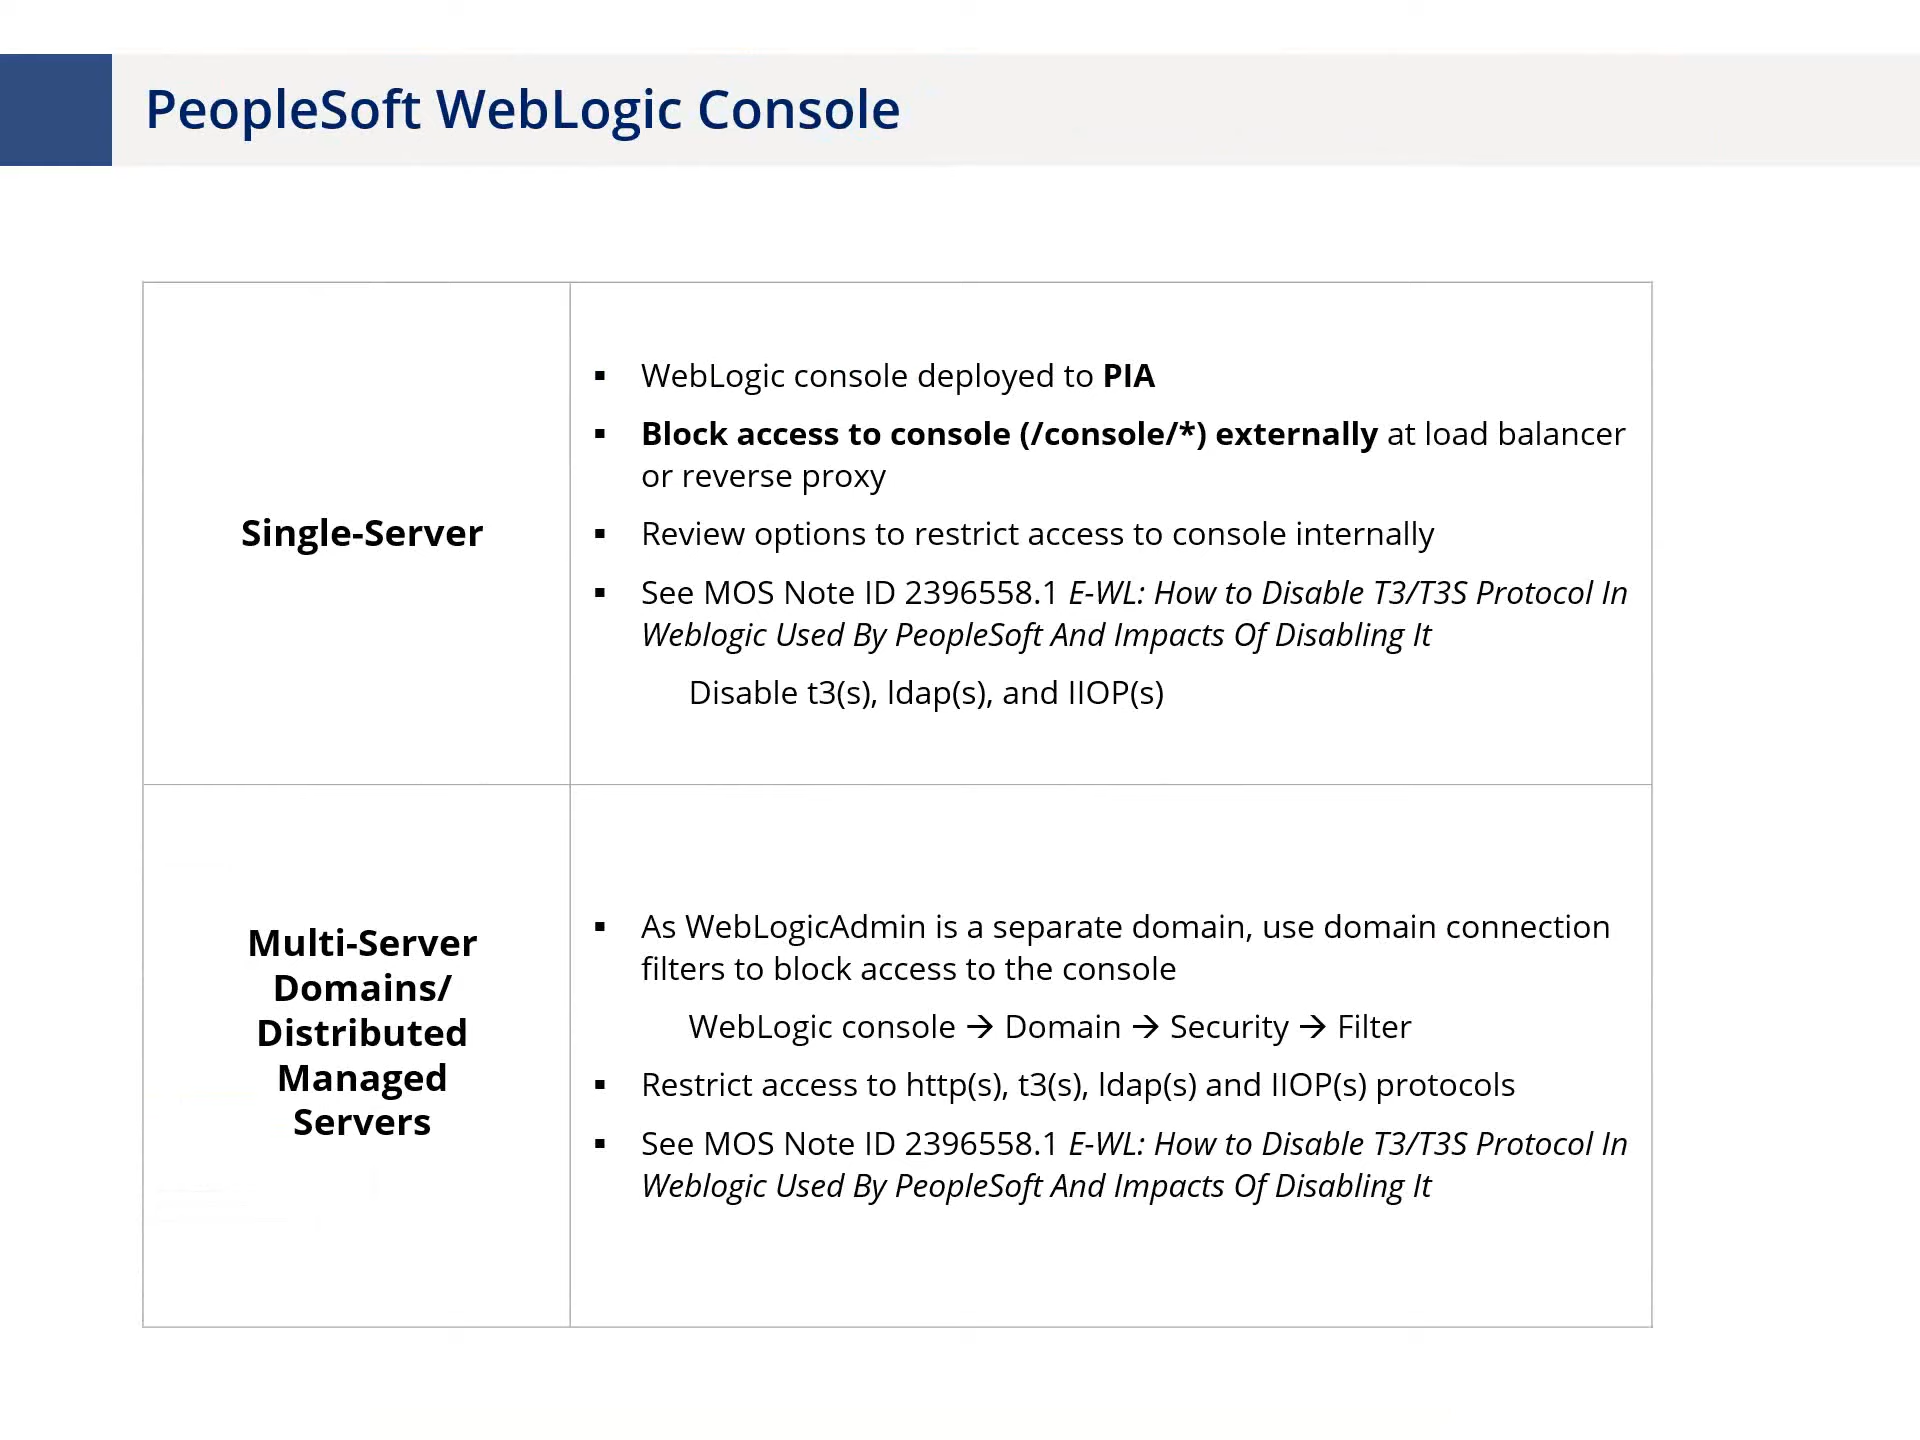 PeopleSoft WebLogic Console
Single-Server
▪ WebLogic console deployed to PIA
▪ Block access to console (/console/*) externally at load balancer
or reverse proxy
▪ Review options to restrict access to console internally
▪ See MOS Note ID 2396558.1 E-WL: How to Disable T3/T3S Protocol In
Weblogic Used By PeopleSoft And Impacts Of Disabling It
Disable t3(s), ldap(s), and IIOP(s)
Multi-Server
Domains/
Distributed
Managed
Servers
▪ As WebLogicAdmin is a separate domain, use domain connection
filters to block access to the console
WebLogic console → Domain → Security → Filter
▪ Restrict access to http(s), t3(s), ldap(s) and IIOP(s) protocols
▪ See MOS Note ID 2396558.1 E-WL: How to Disable T3/T3S Protocol In
Weblogic Used By PeopleSoft And Impacts Of Disabling It